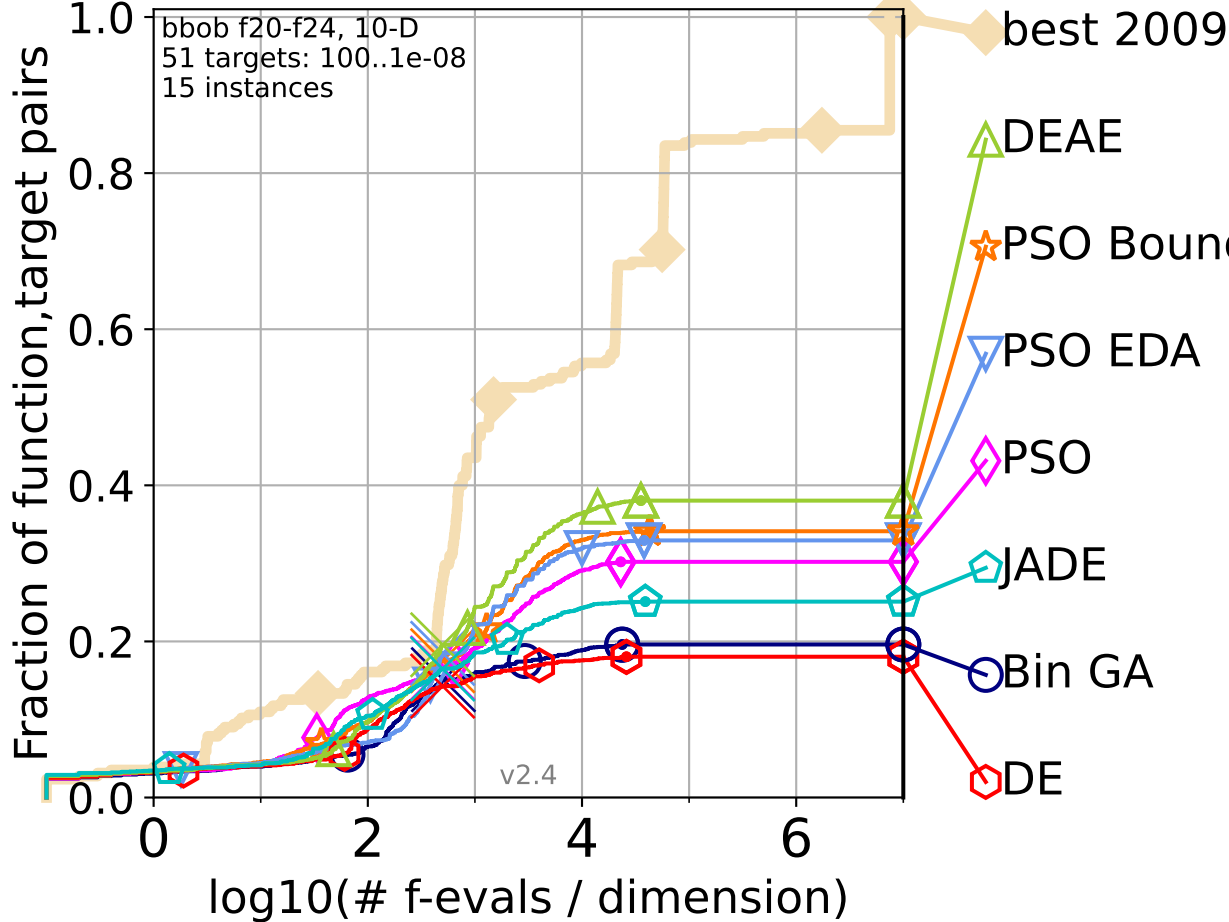 bbob f20-f24, 10-D
51 targets: 100..1e-08
15 instances
Fraction of function,target pairs
1.0
0.8
0.6
0.4
0.2
0.0
0
2
4
6
log10(# f-evals / dimension)
v2.4
best 2009
DEAE
PSO Boun
PSO EDA
PSO
JADE
Bin GA
DE